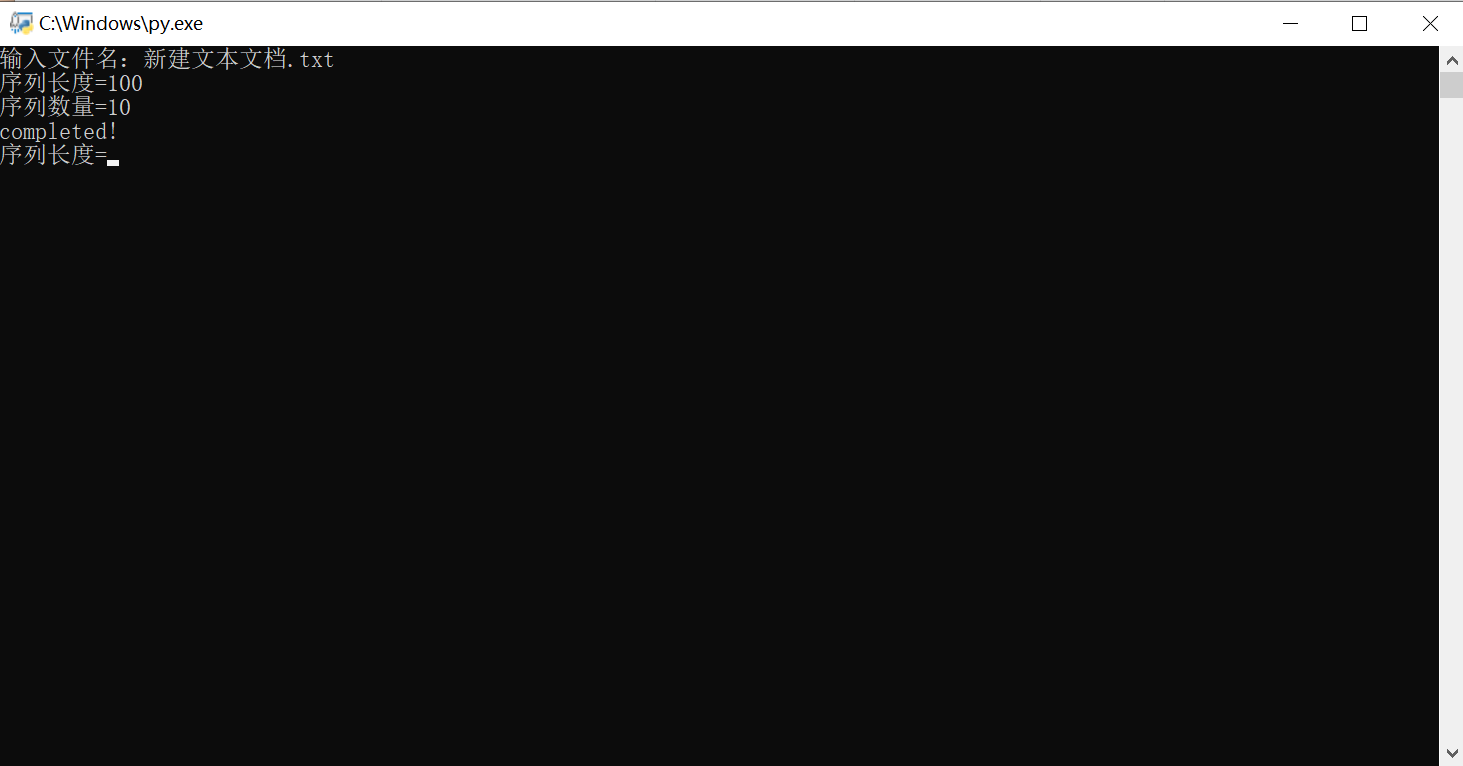 C:\Windows\py.exe
输入文件名：新建文本文档.txt
序列长度=100
序列数量=10
completed!
序列长度=